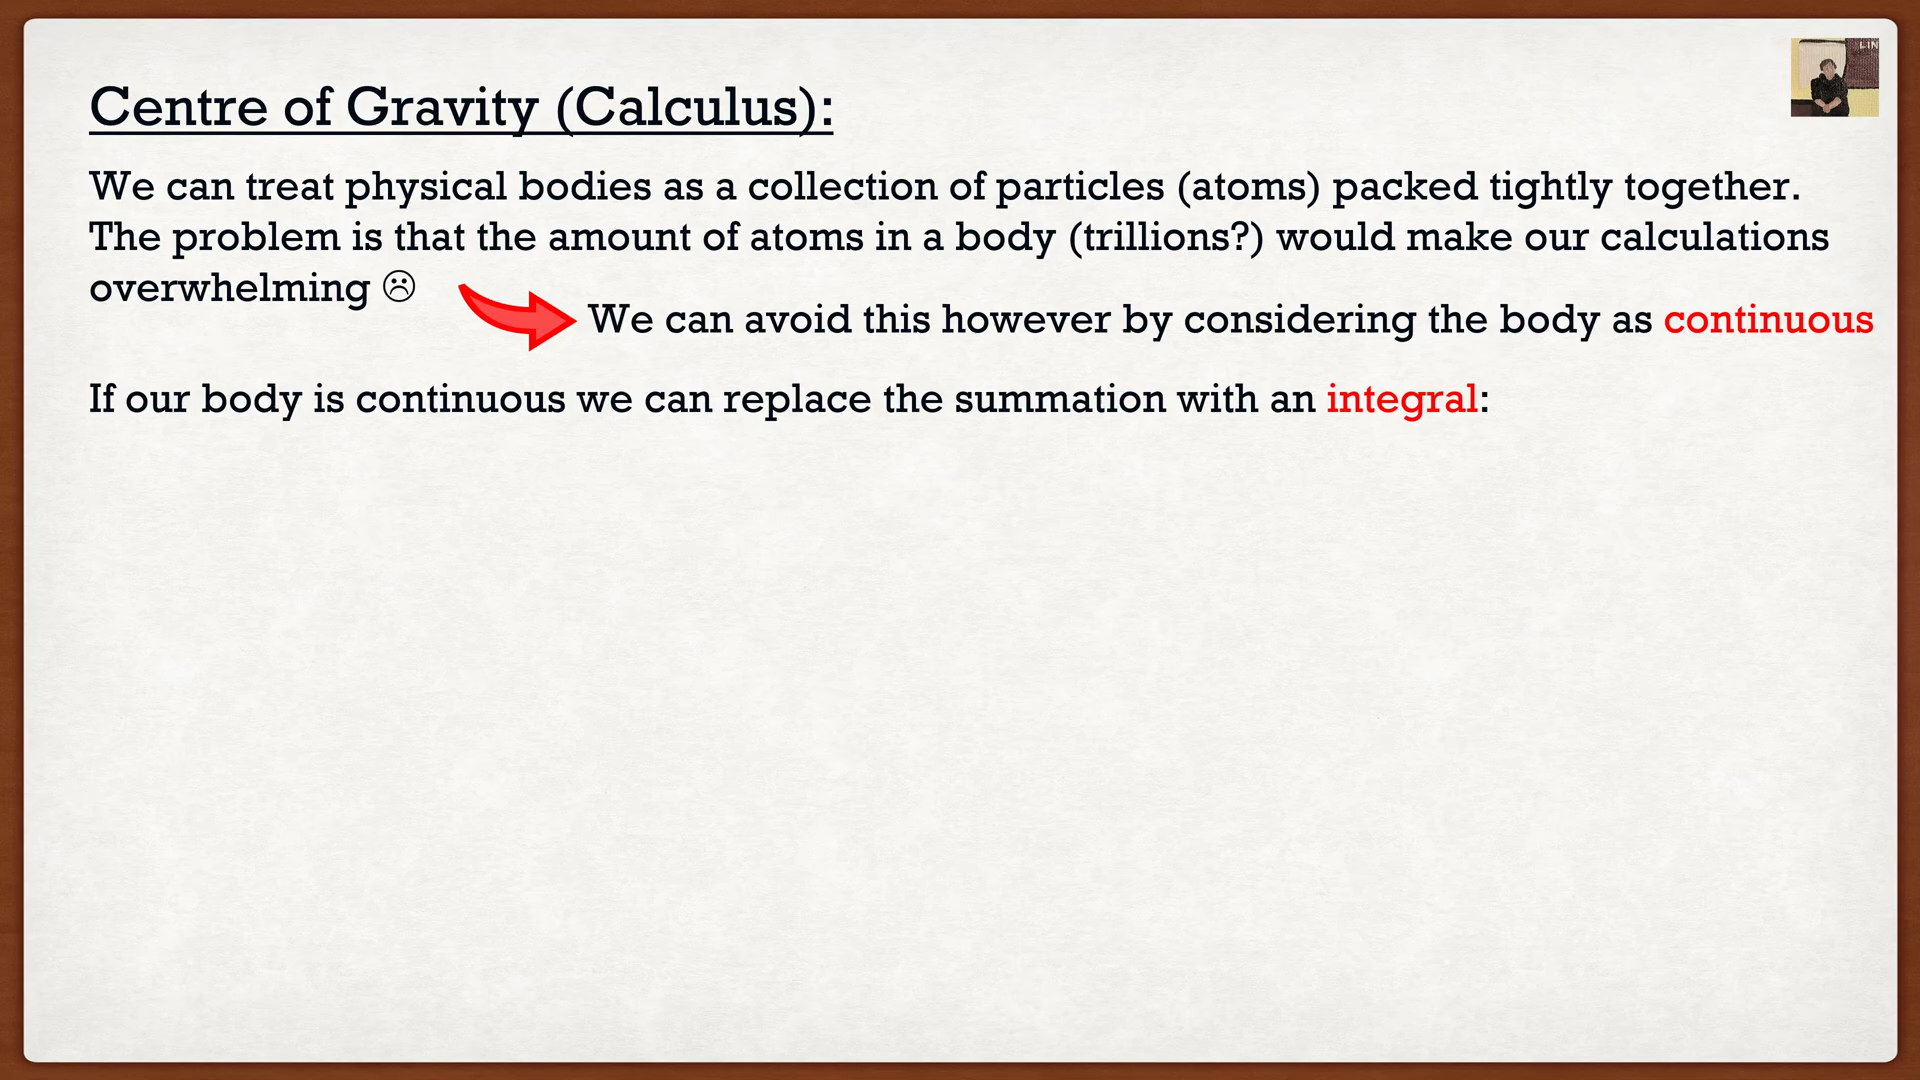 LIN
Centre of Gravity (Calculus):
We can treat physical bodies as a collection of particles (atoms) packed tightly together.
The problem is that the amount of atoms in a body (trillions?) would make our calculations
overwhelming ☹
We can avoid this however by considering the body as continuous
If our body is continuous we can replace the summation with an integral: